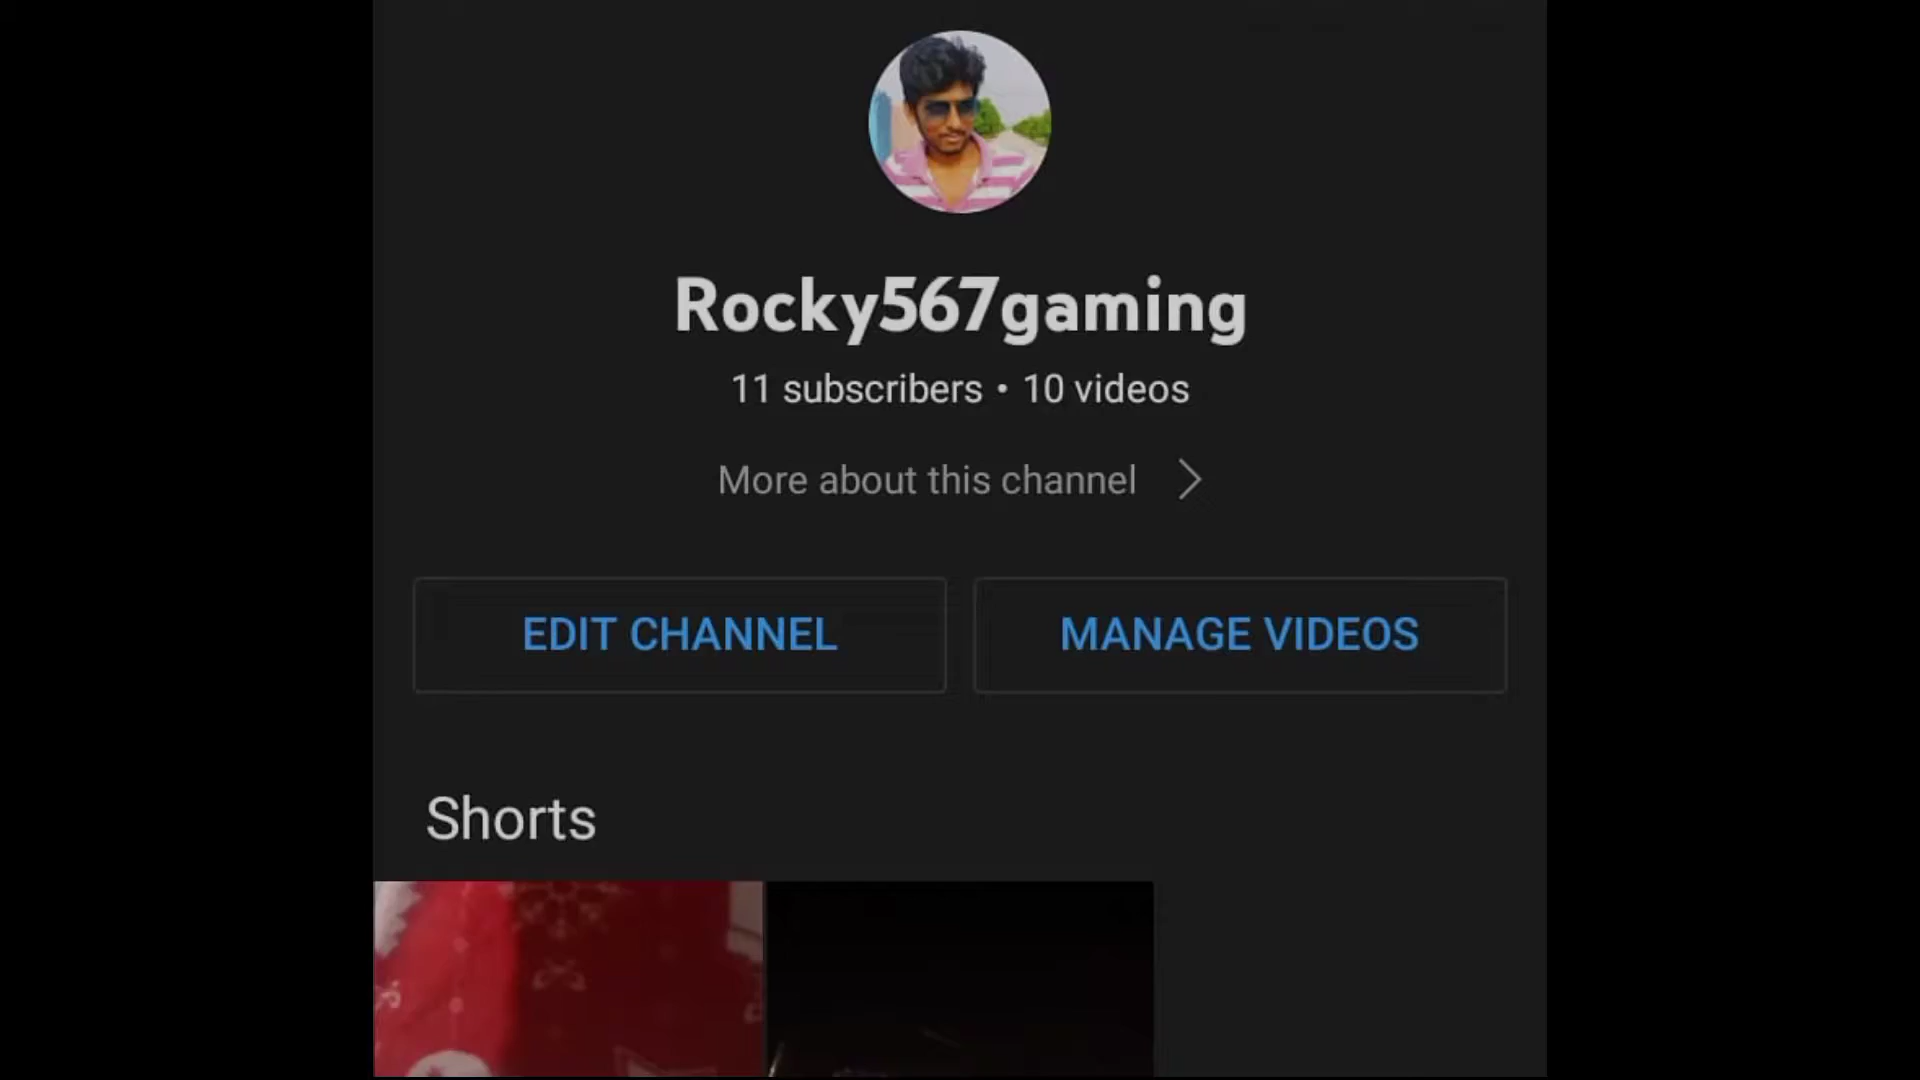 Rocky567gaming
11 subscribers • 10 videos
More about this channel
EDIT CHANNEL
MANAGE VIDEOS
Shorts